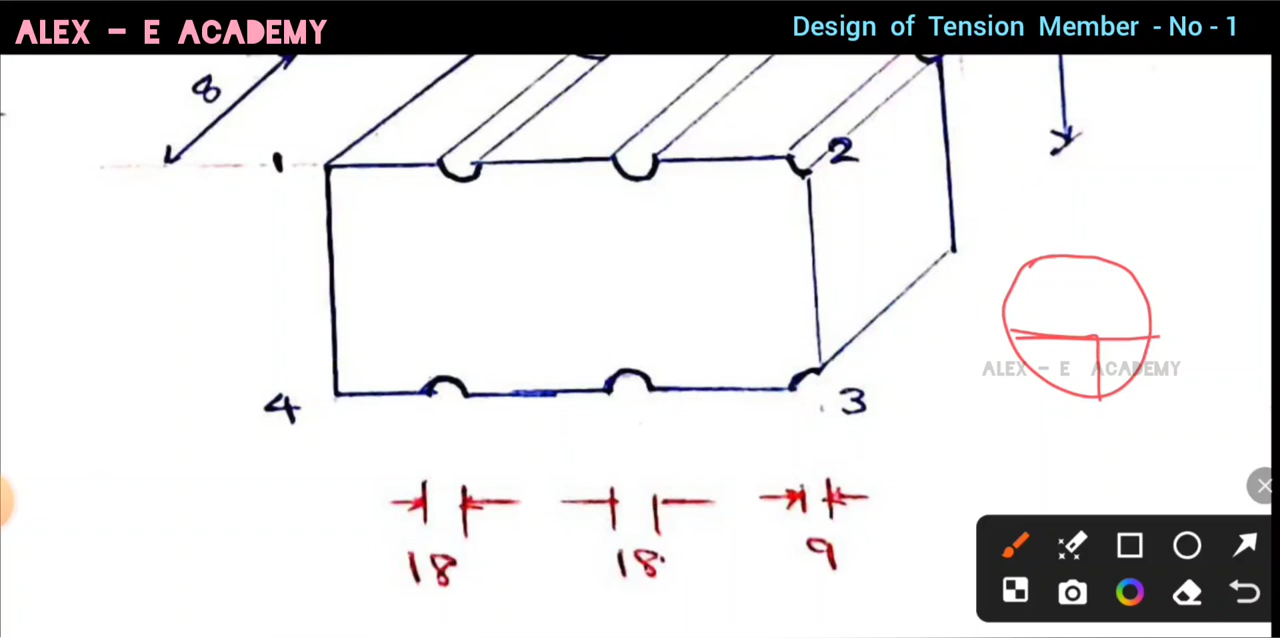 ALEX - E ACADEMY
Design of Tension Member - No - 1
8
1
2
ALEX - E ACADEMY
4
3
18
18
9